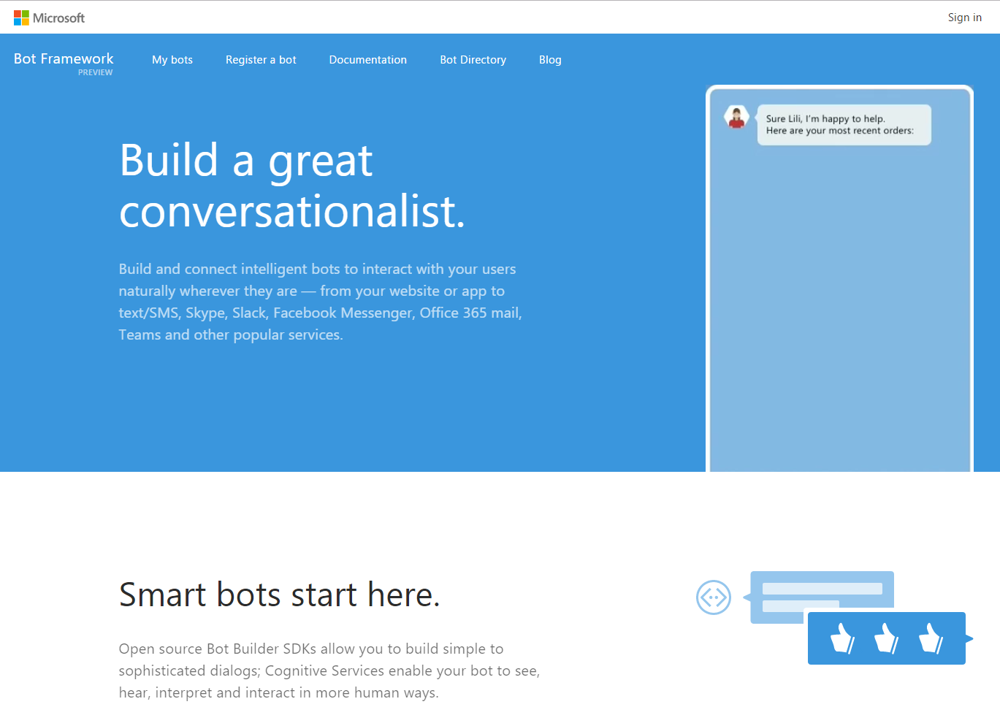 Microsoft
Sign in
Bot Framework
PREVIEW
My bots
Register a bot
Documentation
Bot Directory
Blog
Build a great
conversationalist.
Build and connect intelligent bots to interact with your users
naturally wherever they are — from your website or app to
text/SMS, Skype, Slack, Facebook Messenger, Office 365 mail,
Teams and other popular services.
Sure Lili, I’m happy to help.
Here are your most recent orders:
Smart bots start here.
Open source Bot Builder SDKs allow you to build simple to
sophisticated dialogs; Cognitive Services enable your bot to see,
hear, interpret and interact in more human ways.